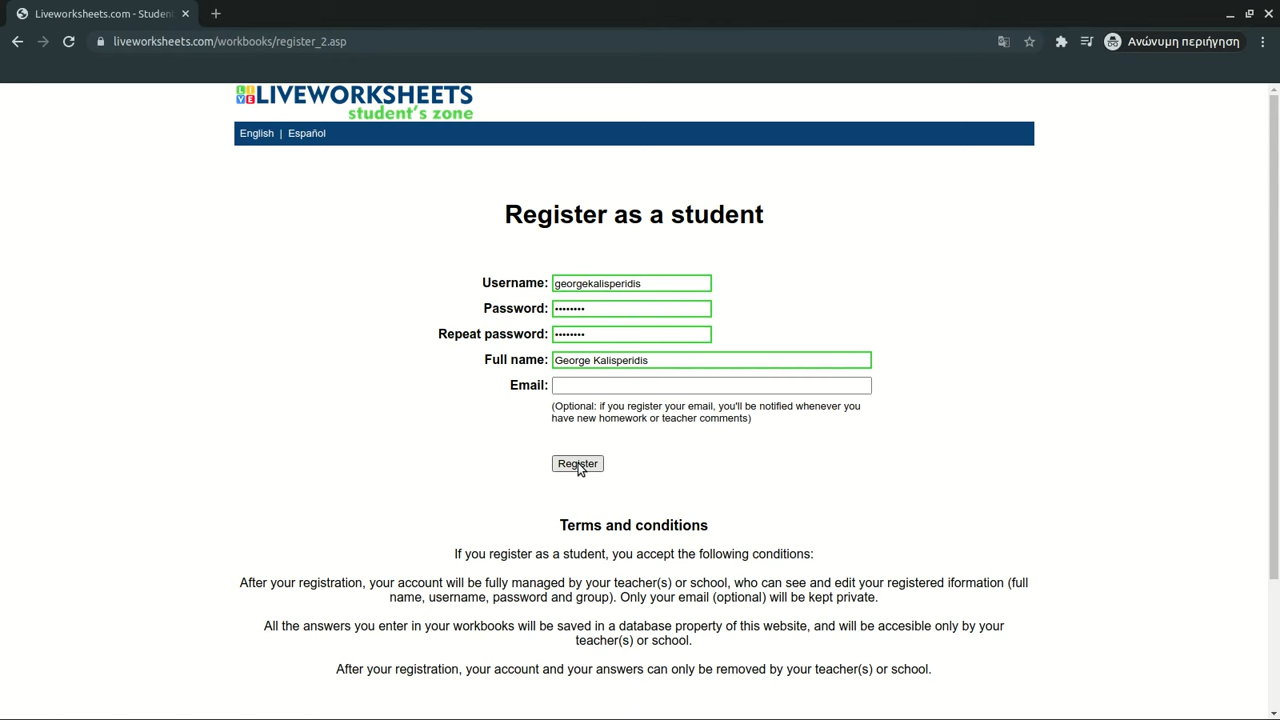 Liveworksheets.com - Studen
liveworksheets.com/workbooks/register_2.asp
Ανώνυμη περιήγηση
LIVE LIVEWORKSHEETS
student's zone
English | Español
Register as a student
Username: georgekalisperidis
Password: ••••••••
Repeat password: ••••••••
Full name: George Kalisperidis
Email:
(Optional: if you register your email, you'll be notified whenever you
have new homework or teacher comments)
Register
Terms and conditions
If you register as a student, you accept the following conditions:
After your registration, your account will be fully managed by your teacher(s) or school, who can see and edit your registered iformation (full
name, username, password and group). Only your email (optional) will be kept private.
All the answers you enter in your workbooks will be saved in a database property of this website, and will be accesible only by your
teacher(s) or school.
After your registration, your account and your answers can only be removed by your teacher(s) or school.